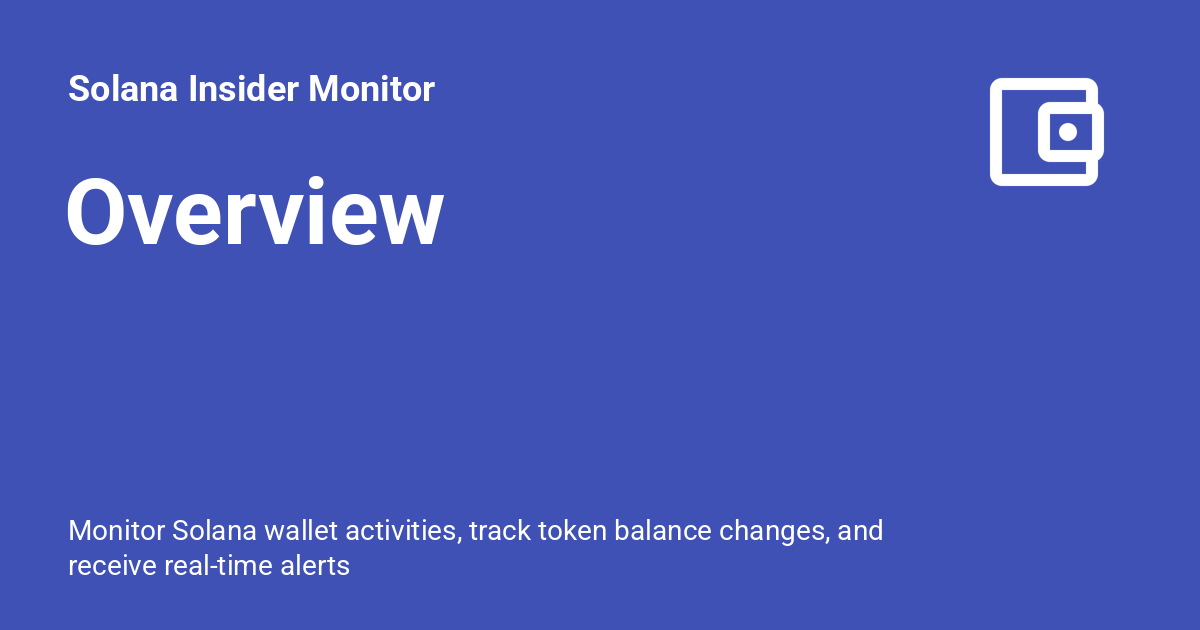 Solana Insider Monitor
Overview
Monitor Solana wallet activities, track token balance changes, and
receive real-time alerts